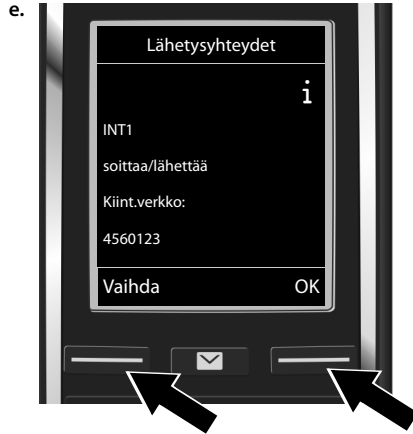 e.
Lähetysyhteydet
i
INT1
soittaa/lähettää
Kiint.verkko:
4560123
Vaihda OK